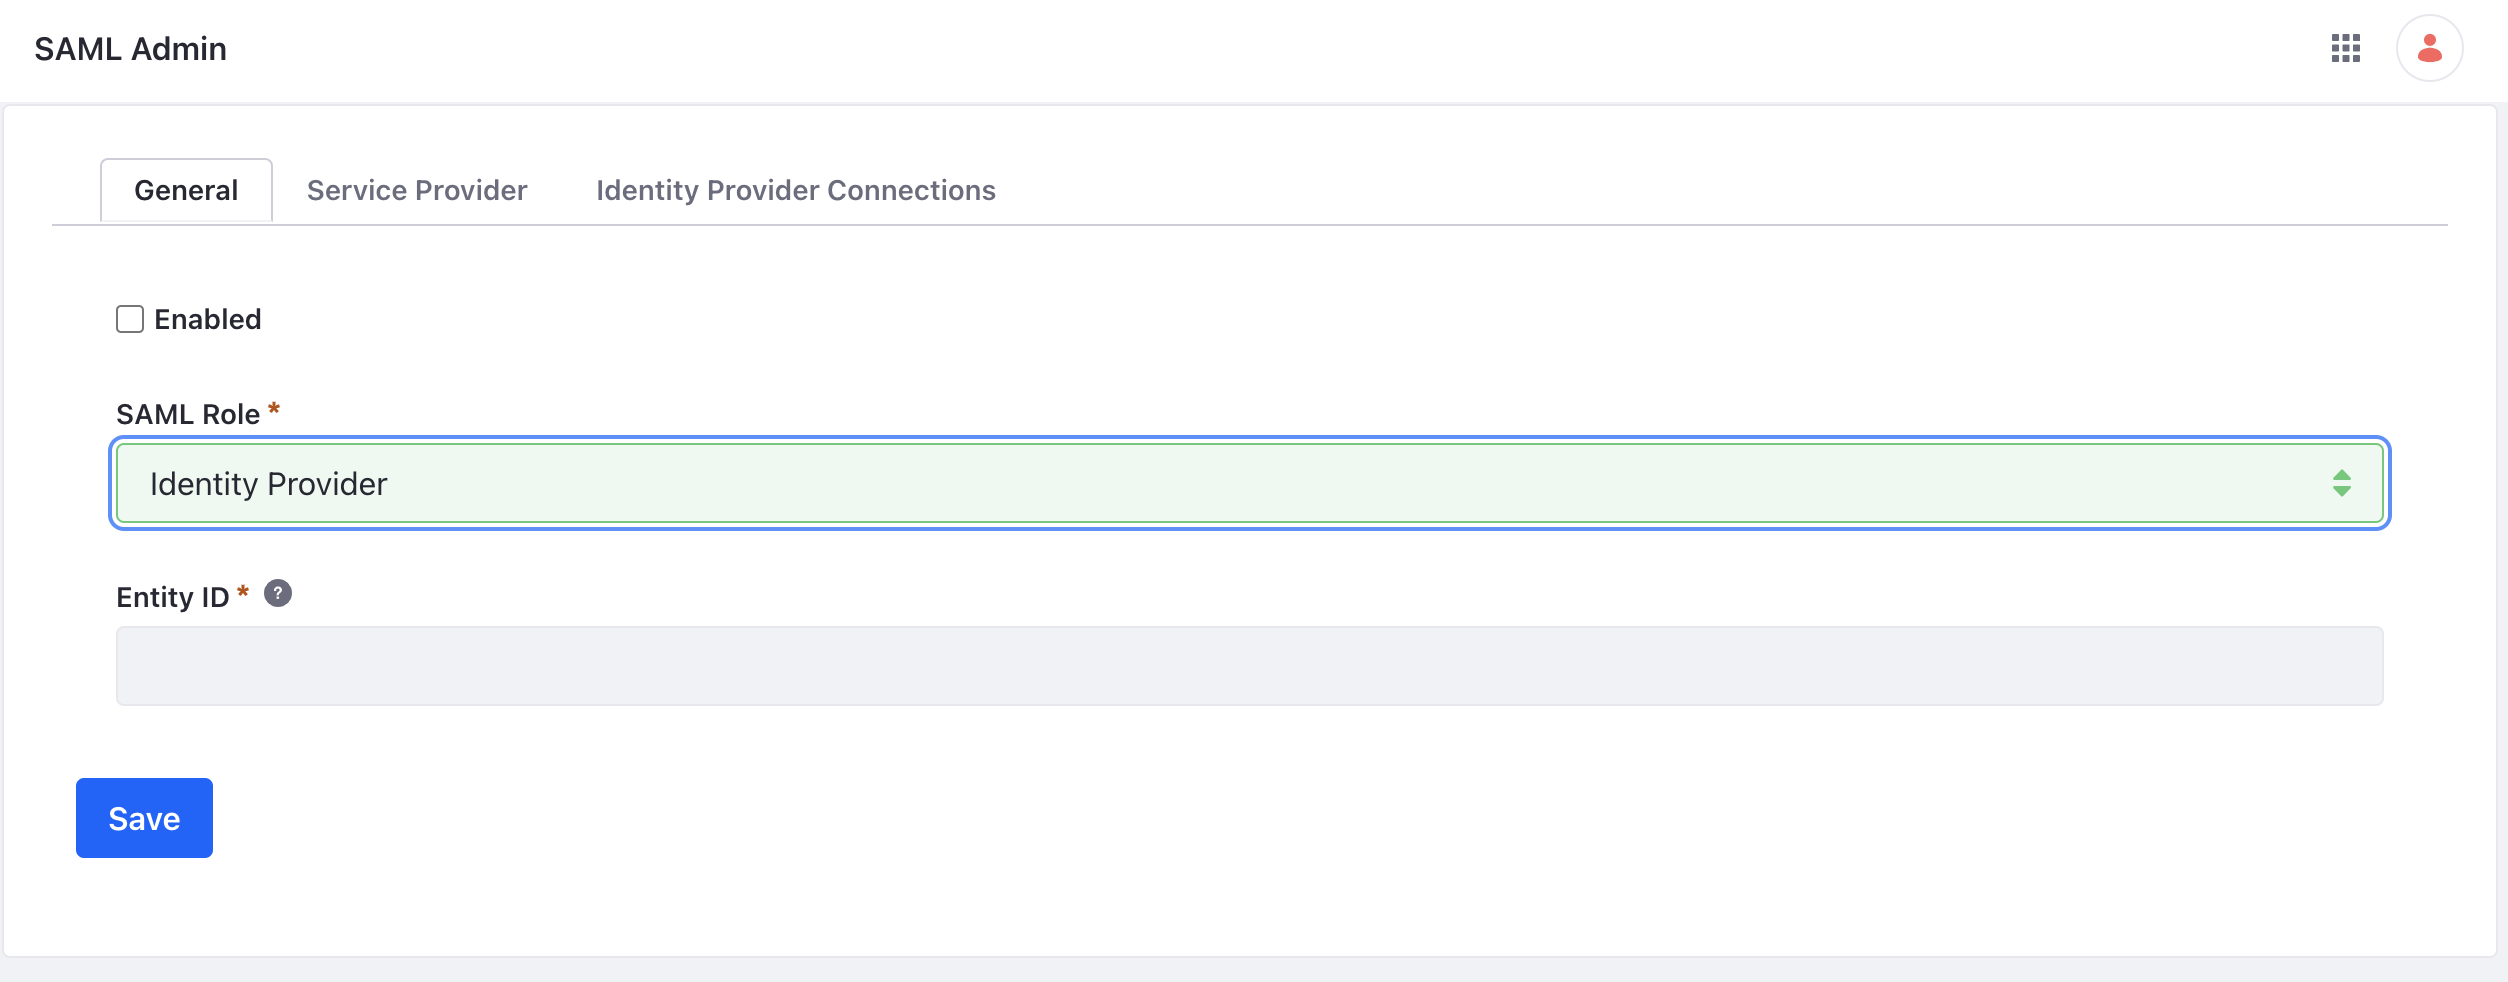 SAML Admin
General Service Provider Identity Provider Connections
Enabled
SAML Role *
Identity Provider
Entity ID * ?
Save